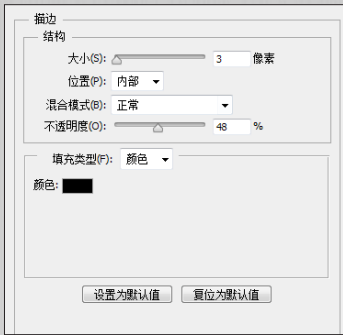 描边
结构
大小(S): 3 像素
位置(P): 内部
混合模式(B): 正常
不透明度(O): 48 %
填充类型(F): 颜色
颜色:
设置为默认值 复位为默认值